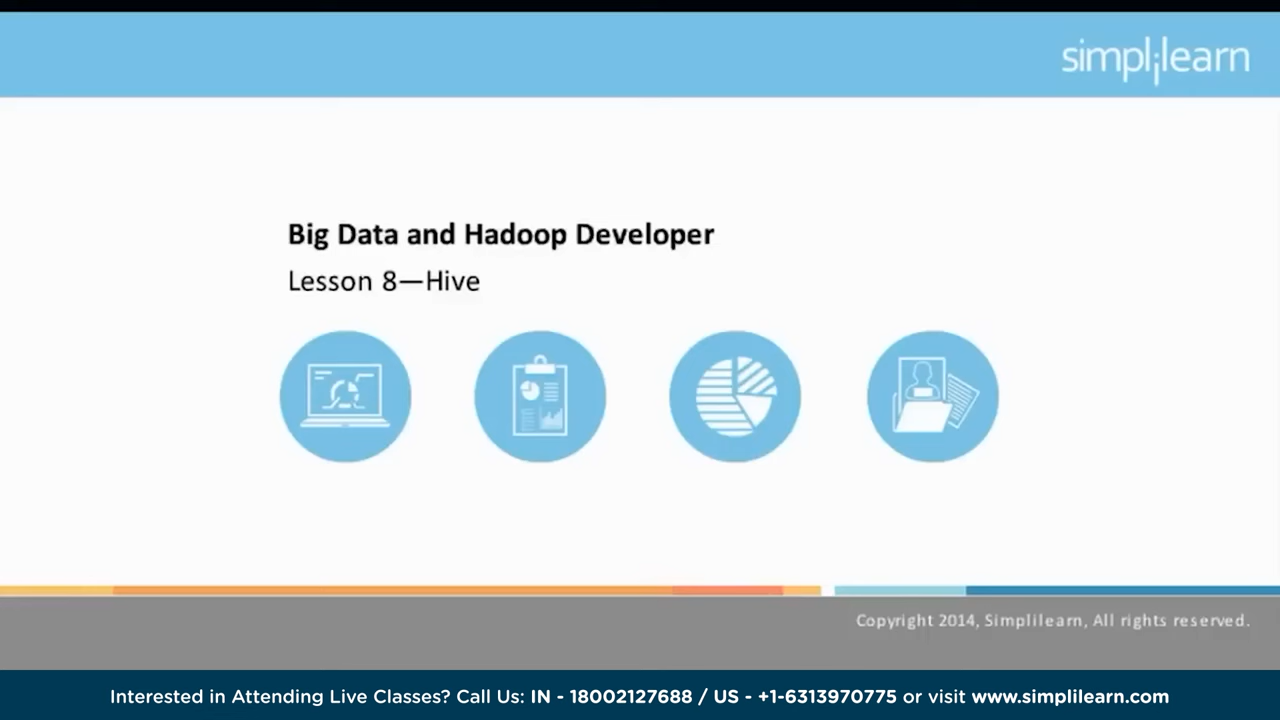 simplilearn
Big Data and Hadoop Developer
Lesson 8—Hive
Copyright 2014, Simplilearn, All rights reserved.
Interested in Attending Live Classes? Call Us: IN - 18002127688 / US - +1-6313970775 or visit www.simplilearn.com